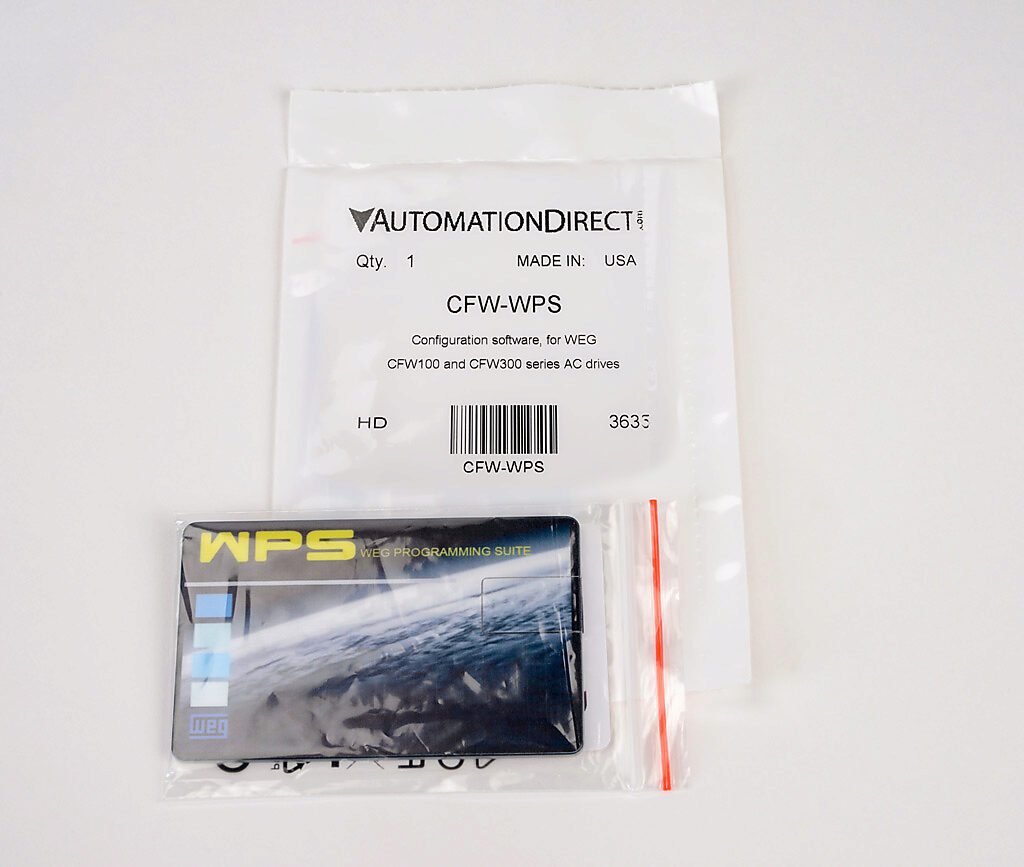 AUTOMATIONDIRECT.com
Qty. 1 MADE IN: USA
CFW-WPS
Configuration software, for WEG
CFW100 and CFW300 series AC drives
HD 3633
CFW-WPS
WPS WEG PROGRAMMING SUITE
weg